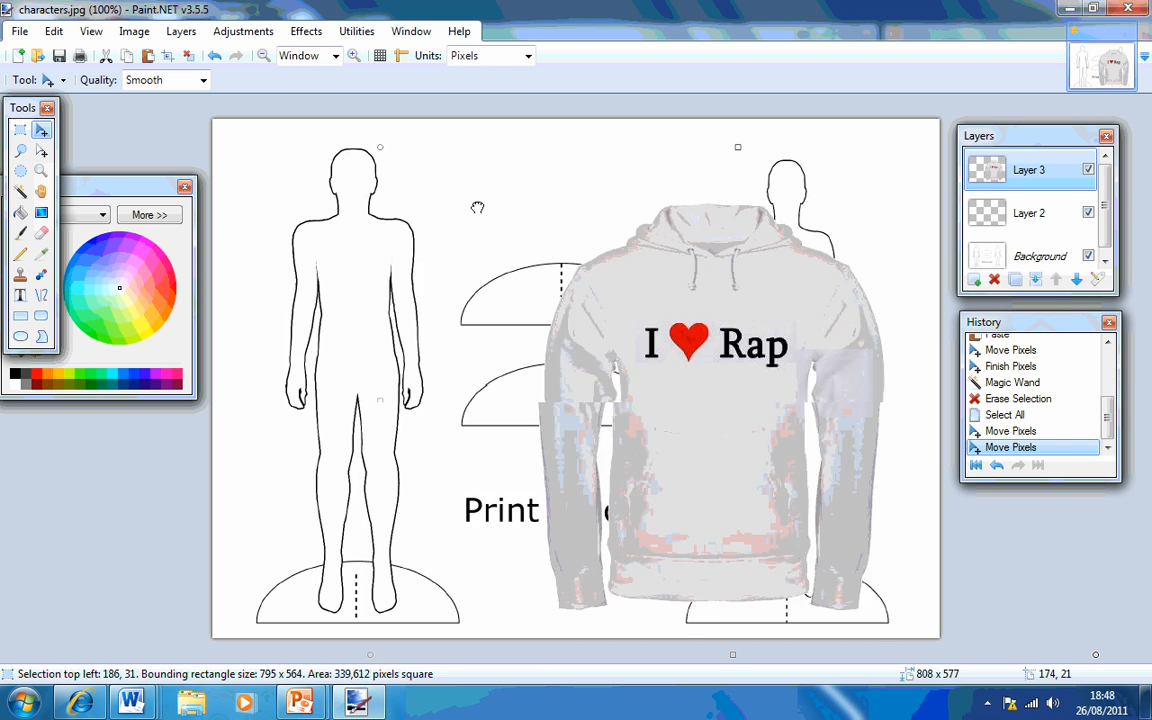 characters.jpg (100%) - Paint.NET v3.5.5
File Edit View Image Layers Adjustments Effects Utilities Window Help
Window Units: Pixels
Tool: Quality: Smooth
Tools
More >>
I Rap
Print
Layers
Layer 3
Layer 2
Background
History
Paste
Move Pixels
Finish Pixels
Magic Wand
Erase Selection
Select All
Move Pixels
Move Pixels
Selection top left: 186, 31. Bounding rectangle size: 795 x 564. Area: 339,612 pixels square
808 x 577
174, 21
18:48
26/08/2011